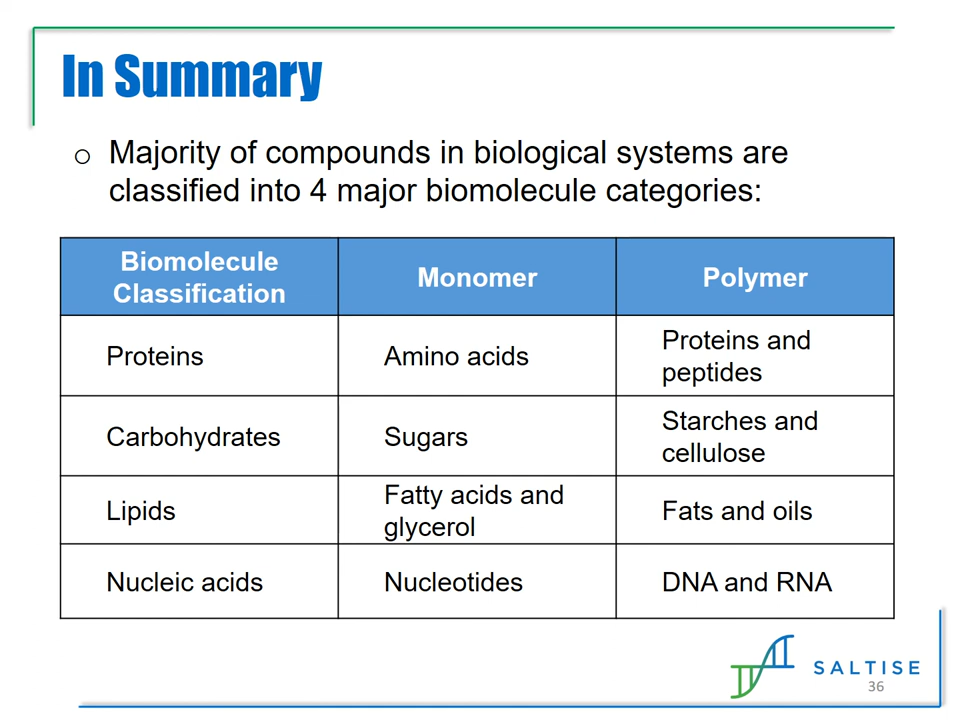 In Summary
o Majority of compounds in biological systems are
classified into 4 major biomolecule categories:
Biomolecule
Classification
Monomer
Polymer
Proteins
Amino acids
Proteins and
peptides
Carbohydrates
Sugars
Starches and
cellulose
Lipids
Fatty acids and
glycerol
Fats and oils
Nucleic acids
Nucleotides
DNA and RNA
SALTISE
36